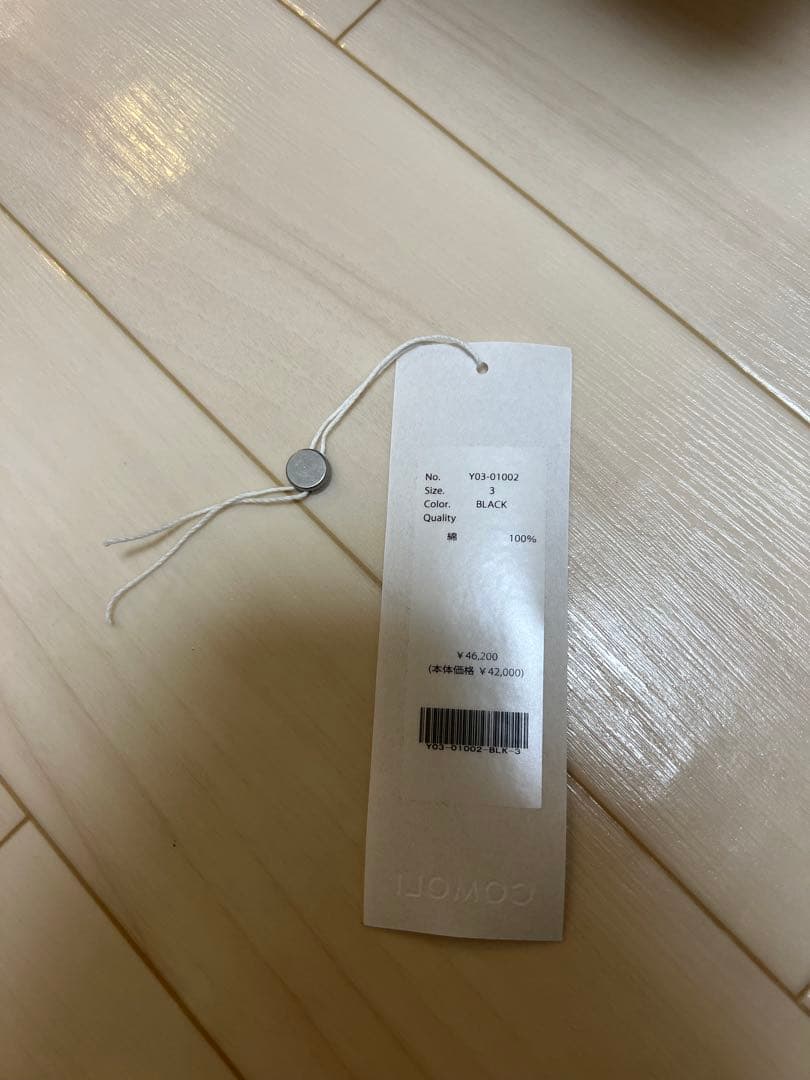 No. Y03-01002
Size. 3
Color. BLACK
Quality
綿 100%
¥46,200
(本体価格 ¥42,000)
Y03-01002-BLK-3
COMOLI